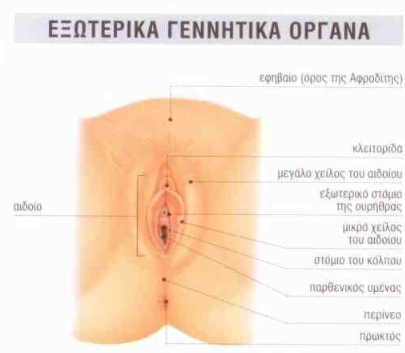 ΕΞΩΤΕΡΙΚΑ ΓΕΝΝΗΤΙΚΑ ΟΡΓΑΝΑ
εφηβαίο (όρος της Αφροδίτης)
κλειτορίδα
μεγάλο χείλος του αιδοίου
εξωτερικό στόμιο
της ουρήθρας
αιδοίο
μικρό χείλος
του αιδοίου
στόμιο του κόλπου
παρθενικός υμένας
περίνεο
πρωκτός